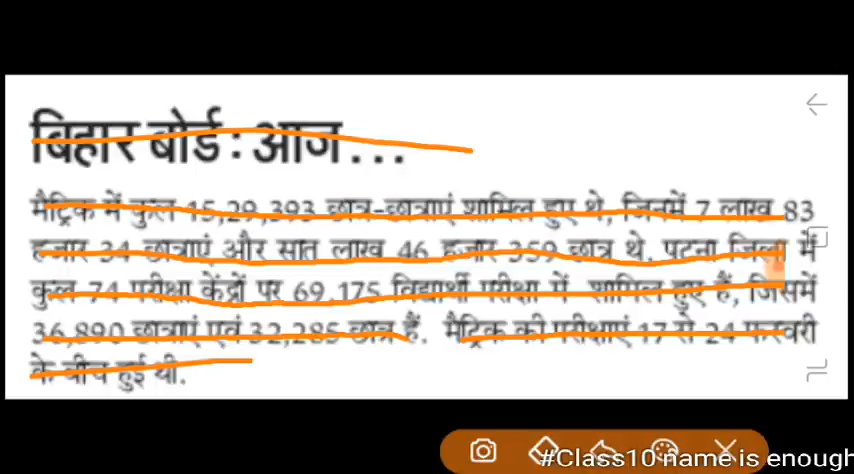 बिहार बोर्ड : आज...
मैट्रिक में कुल 15,29,393 छात्र-छात्राएं शामिल हुए थे, जिनमें 7 लाख 83
हजार 34 छात्राएं और सात लाख 46 हजार 359 छात्र थे. पटना जिला में
कुल 74 परीक्षा केंद्रों पर 69,175 विद्यार्थी परीक्षा में शामिल हुए हैं, जिसमें
36,890 छात्राएं एवं 32,285 छात्र हैं. मैट्रिक की परीक्षाएं 17 से 24 फरवरी
के बीच हुई थी.
#Class10 name is enough